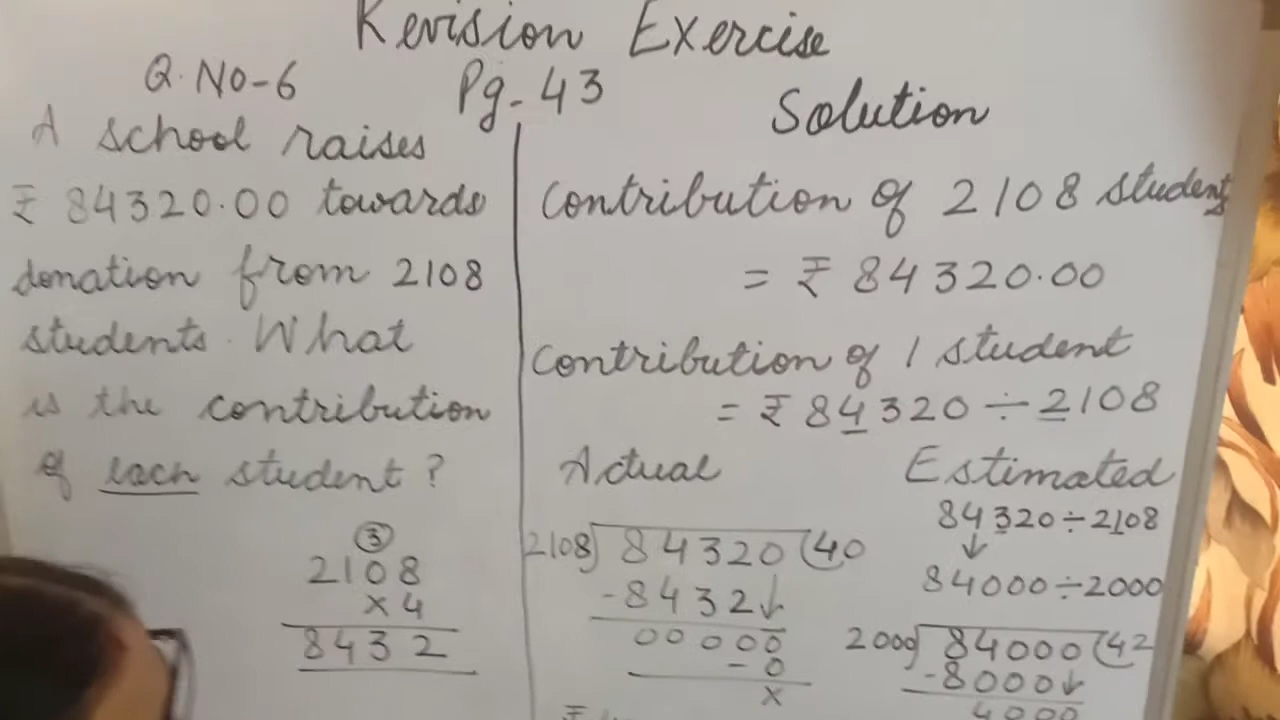 Revision Exercise
Q. No-6
Pg. 43
A school raises
₹ 84320.00 towards
donation from 2108
students. What
is the contribution
of each student?
③
2108
×4
8432
Solution
Contribution of 2108 students
= ₹ 84320.00
Contribution of 1 student
= ₹ 84320 ÷ 2108
Actual
2108) 84320 (40
-8432↓
00000
-0
x
Estimated
84320÷2108
↓
84000÷2000
2000) 84000 (42
-8000↓
4000